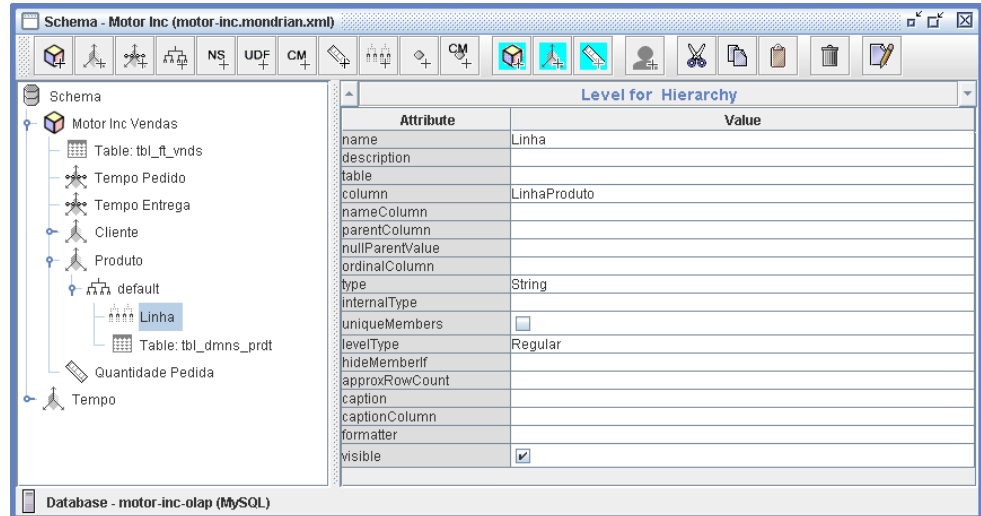 Schema - Motor Inc (motor-inc.mondrian.xml)
NS UDF CM CM
Schema
Motor Inc Vendas
Table: tbl_ft_vnds
Tempo Pedido
Tempo Entrega
Cliente
Produto
default
Linha
Table: tbl_dmns_prdt
Quantidade Pedida
Tempo
Level for Hierarchy
Attribute Value
name Linha
description
table
column LinhaProduto
nameColumn
parentColumn
nullParentValue
ordinalColumn
type String
internalType
uniqueMembers
levelType Regular
hideMemberIf
approxRowCount
caption
captionColumn
formatter
visible
Database - motor-inc-olap (MySQL)